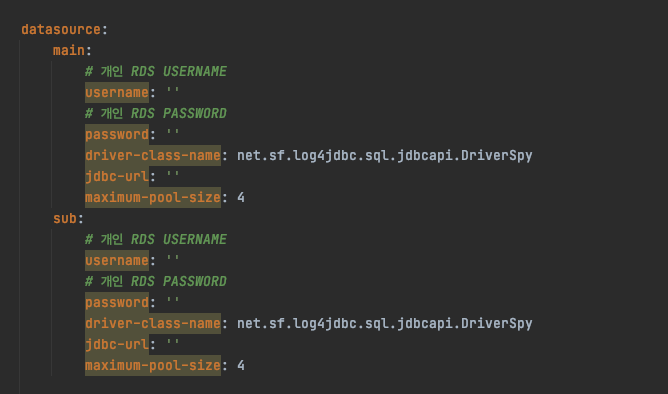 datasource:
main:
# 개인 RDS USERNAME
username: ''
# 개인 RDS PASSWORD
password: ''
driver-class-name: net.sf.log4jdbc.sql.jdbcapi.DriverSpy
jdbc-url: ''
maximum-pool-size: 4
sub:
# 개인 RDS USERNAME
username: ''
# 개인 RDS PASSWORD
password: ''
driver-class-name: net.sf.log4jdbc.sql.jdbcapi.DriverSpy
jdbc-url: ''
maximum-pool-size: 4